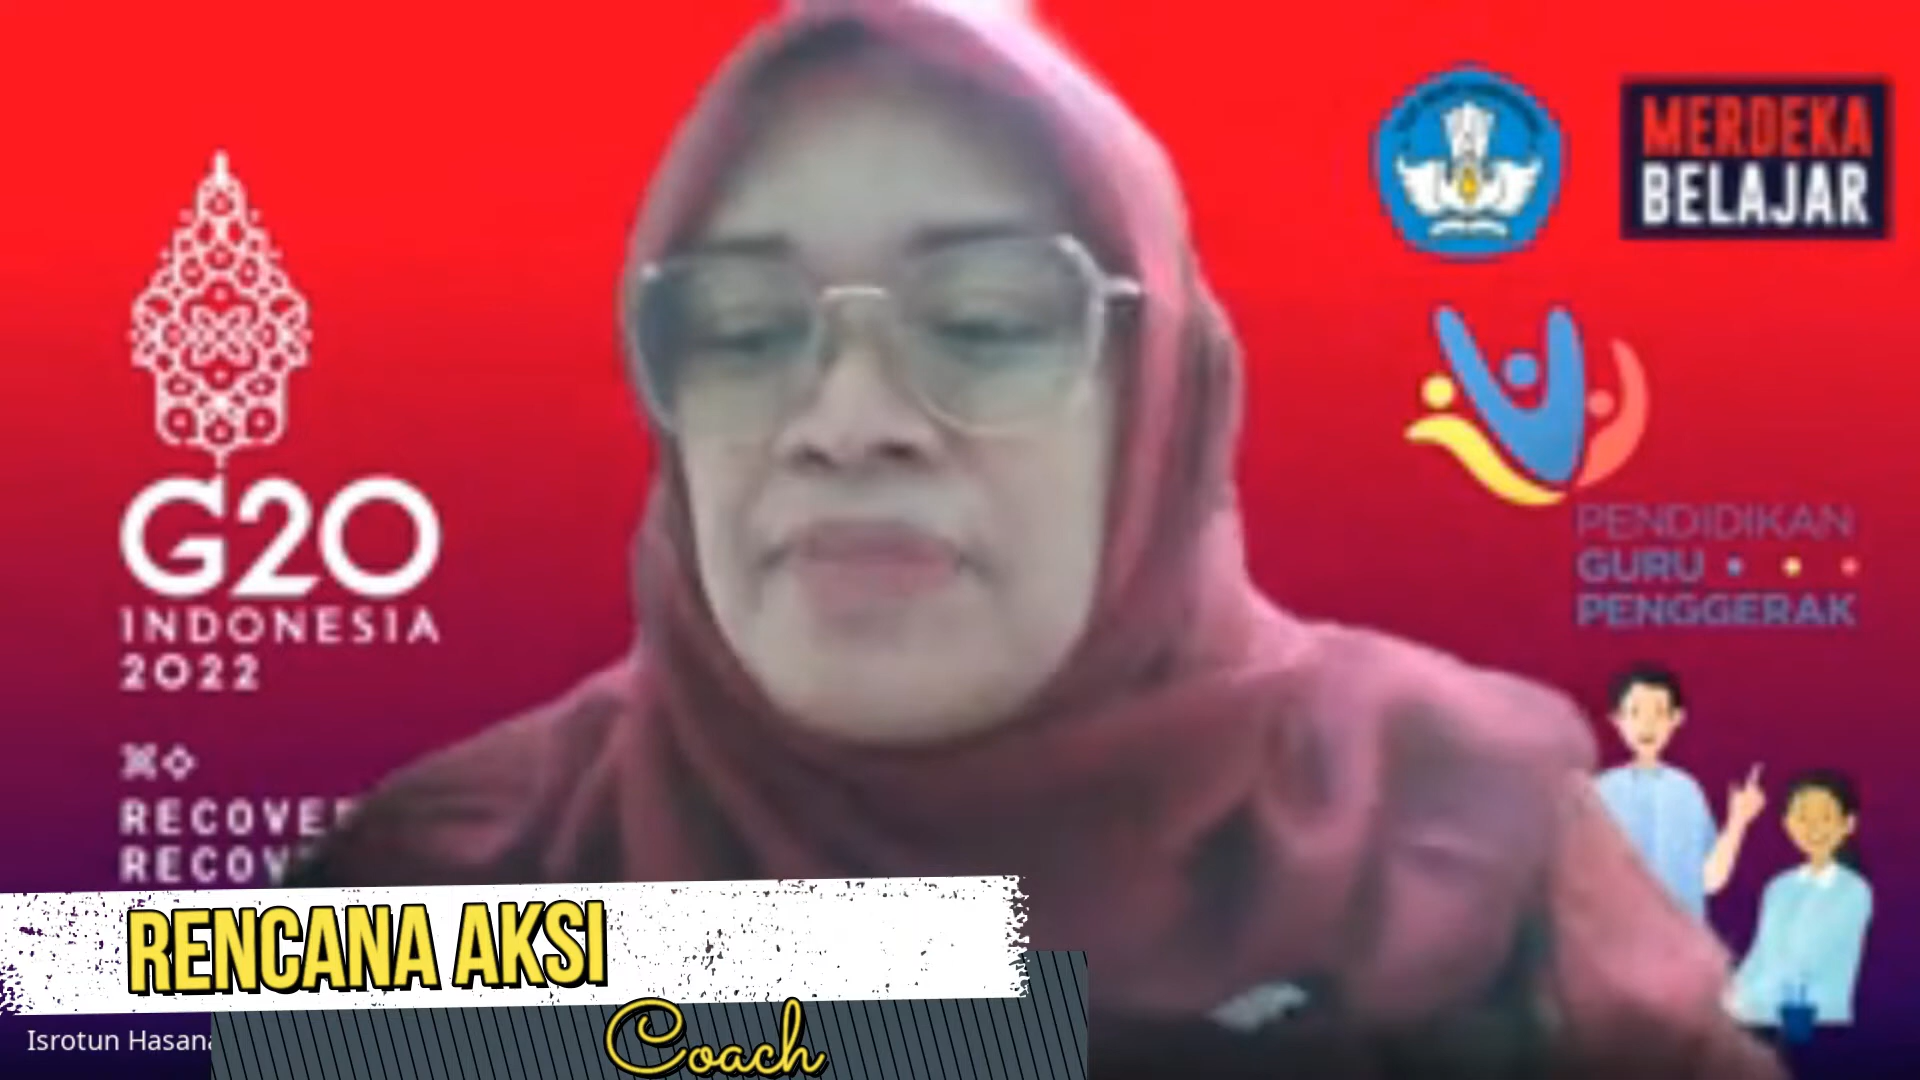 MERDEKA
BELAJAR
G20
INDONESIA
2022
PENDIDIKAN
GURU
PENGGERAK
RENCANA AKSI
Coach